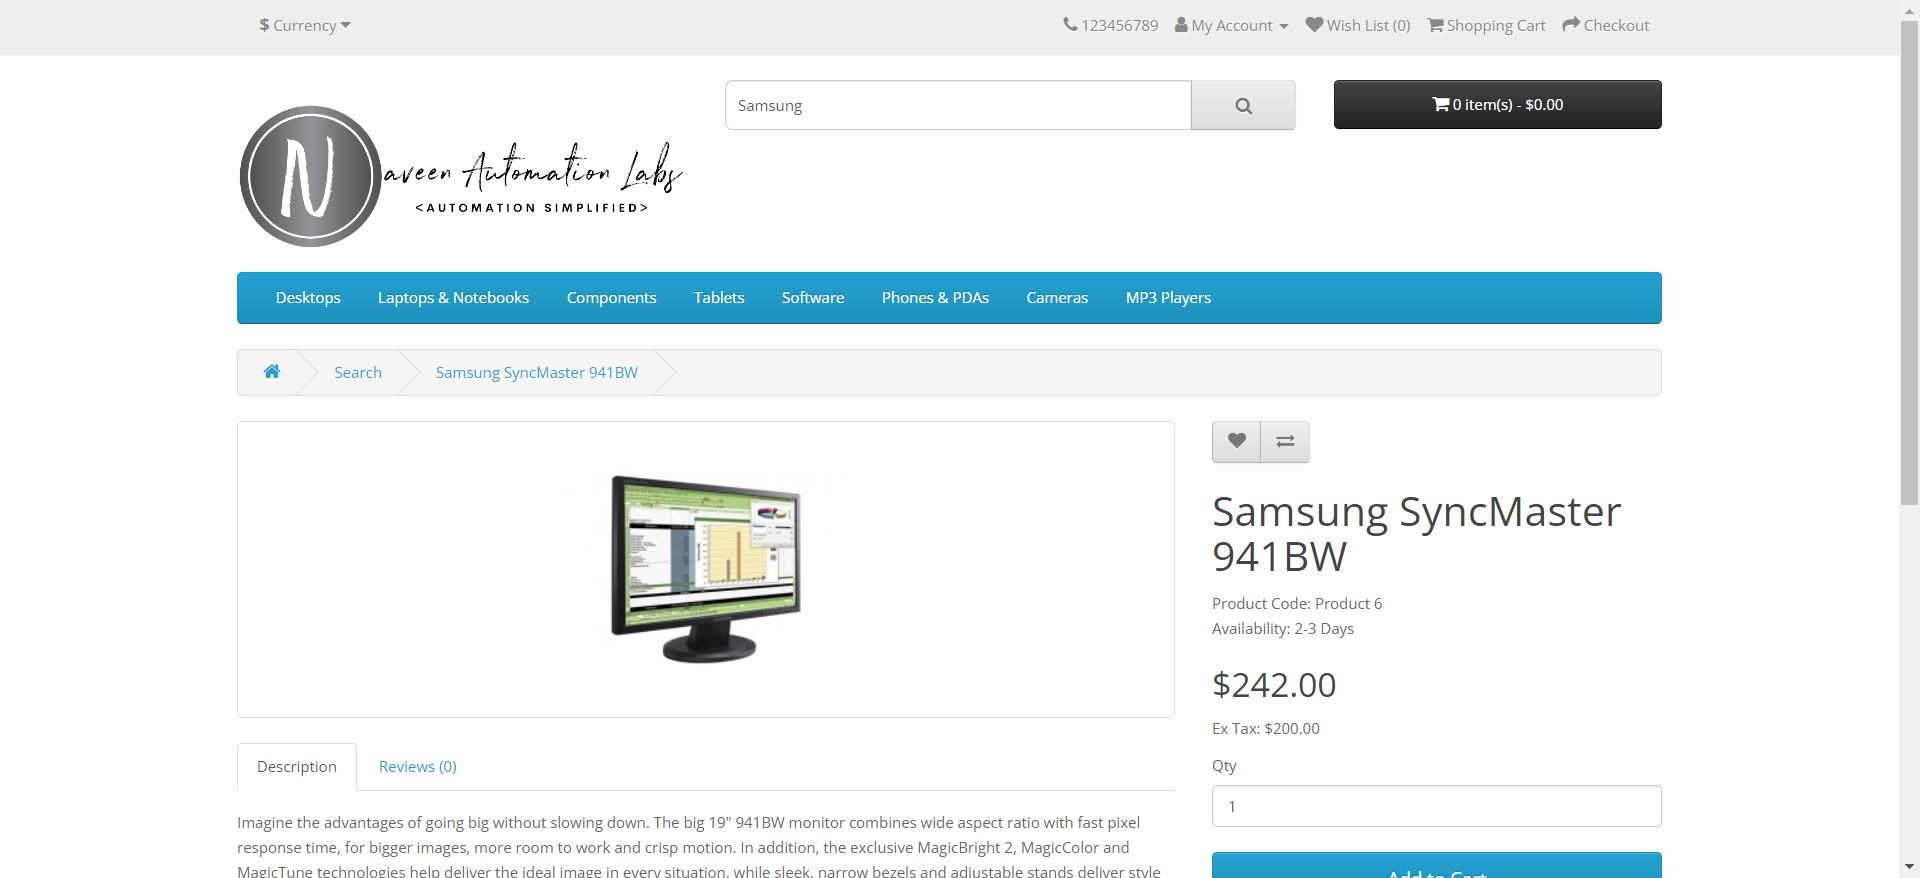 $ Currency
123456789 My Account Wish List (0) Shopping Cart Checkout
Samsung
0 item(s) - $0.00
N
aveen Automation Labs
<AUTOMATION SIMPLIFIED>
Desktops Laptops & Notebooks Components Tablets Software Phones & PDAs Cameras MP3 Players
Search Samsung SyncMaster 941BW
Samsung SyncMaster
941BW
Product Code: Product 6
Availability: 2-3 Days
$242.00
Ex Tax: $200.00
Qty
1
Add to Cart
Description Reviews (0)
Imagine the advantages of going big without slowing down. The big 19" 941BW monitor combines wide aspect ratio with fast pixel
response time, for bigger images, more room to work and crisp motion. In addition, the exclusive MagicBright 2, MagicColor and
MagicTune technologies help deliver the ideal image in every situation, while sleek, narrow bezels and adjustable stands deliver style